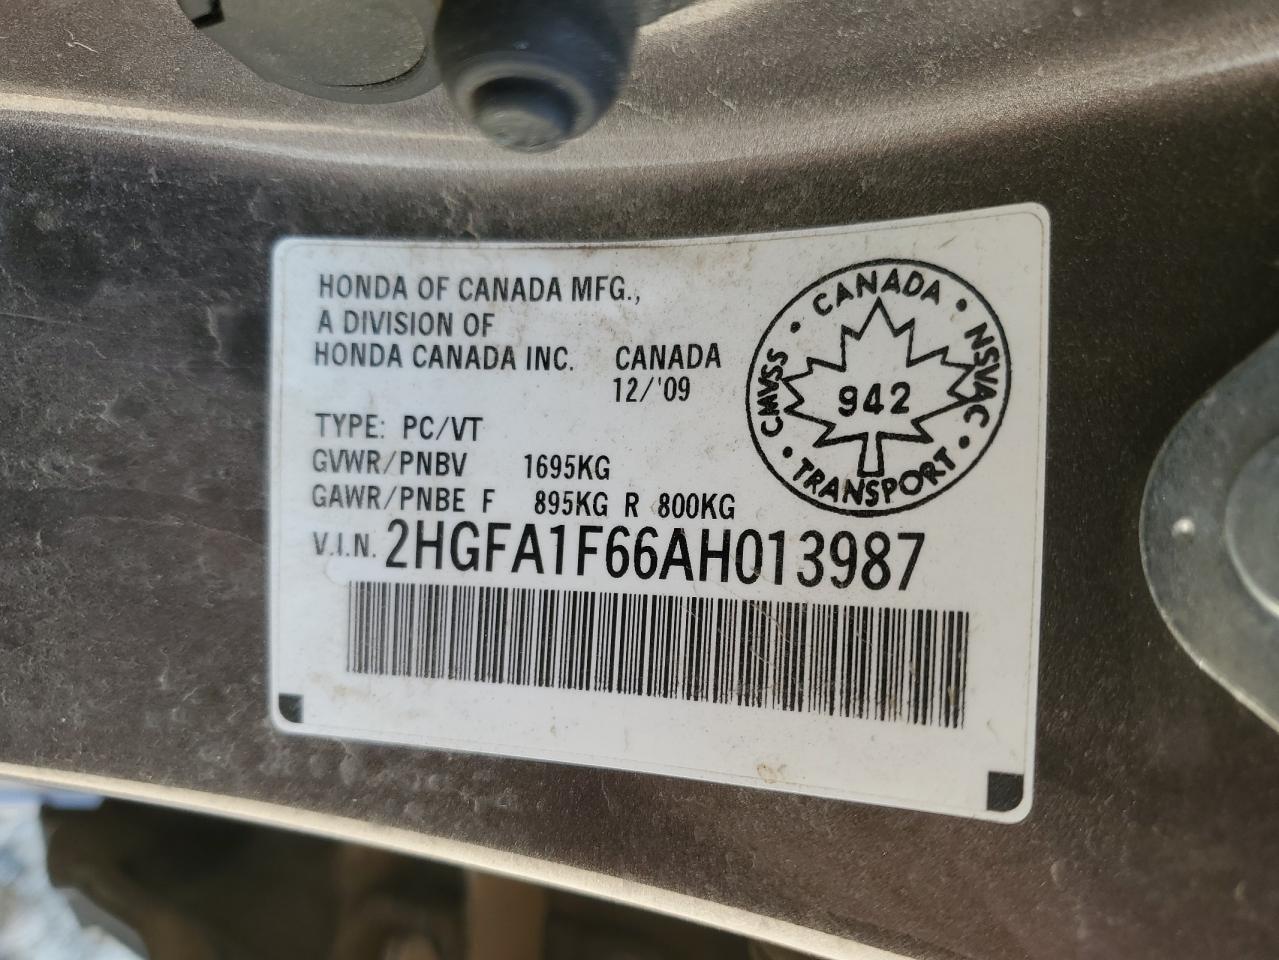 HONDA OF CANADA MFG.,
A DIVISION OF
HONDA CANADA INC. CANADA
12/'09
TYPE: PC/VT
GVWR/PNBV 1695KG
GAWR/PNBE F 895KG R 800KG
V.I.N. 2HGFA1F66AH013987
CANADA • NSVAC • TRANSPORT • CMVSS •
942